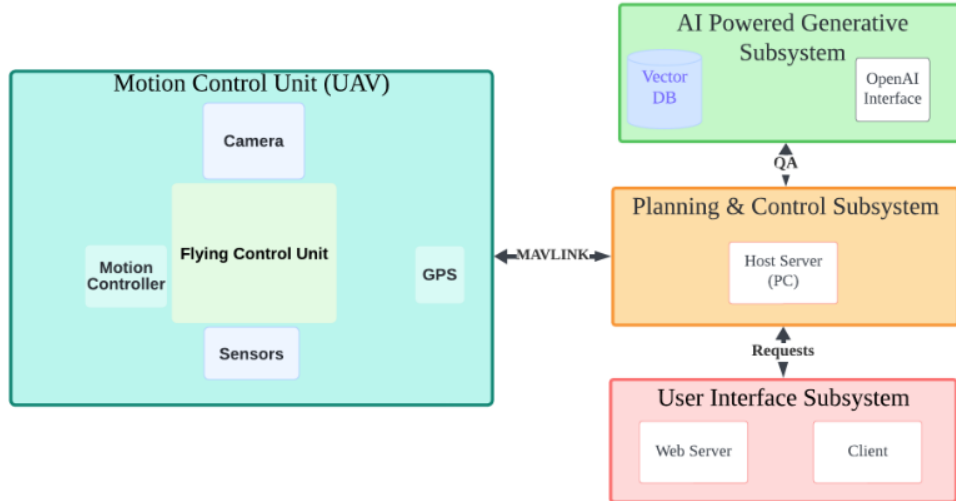 Motion Control Unit (UAV)
Camera
Flying Control Unit
Motion
Controller
GPS
Sensors
MAVLINK
AI Powered Generative
Subsystem
Vector
DB
OpenAI
Interface
QA
Planning & Control Subsystem
Host Server
(PC)
Requests
User Interface Subsystem
Web Server
Client